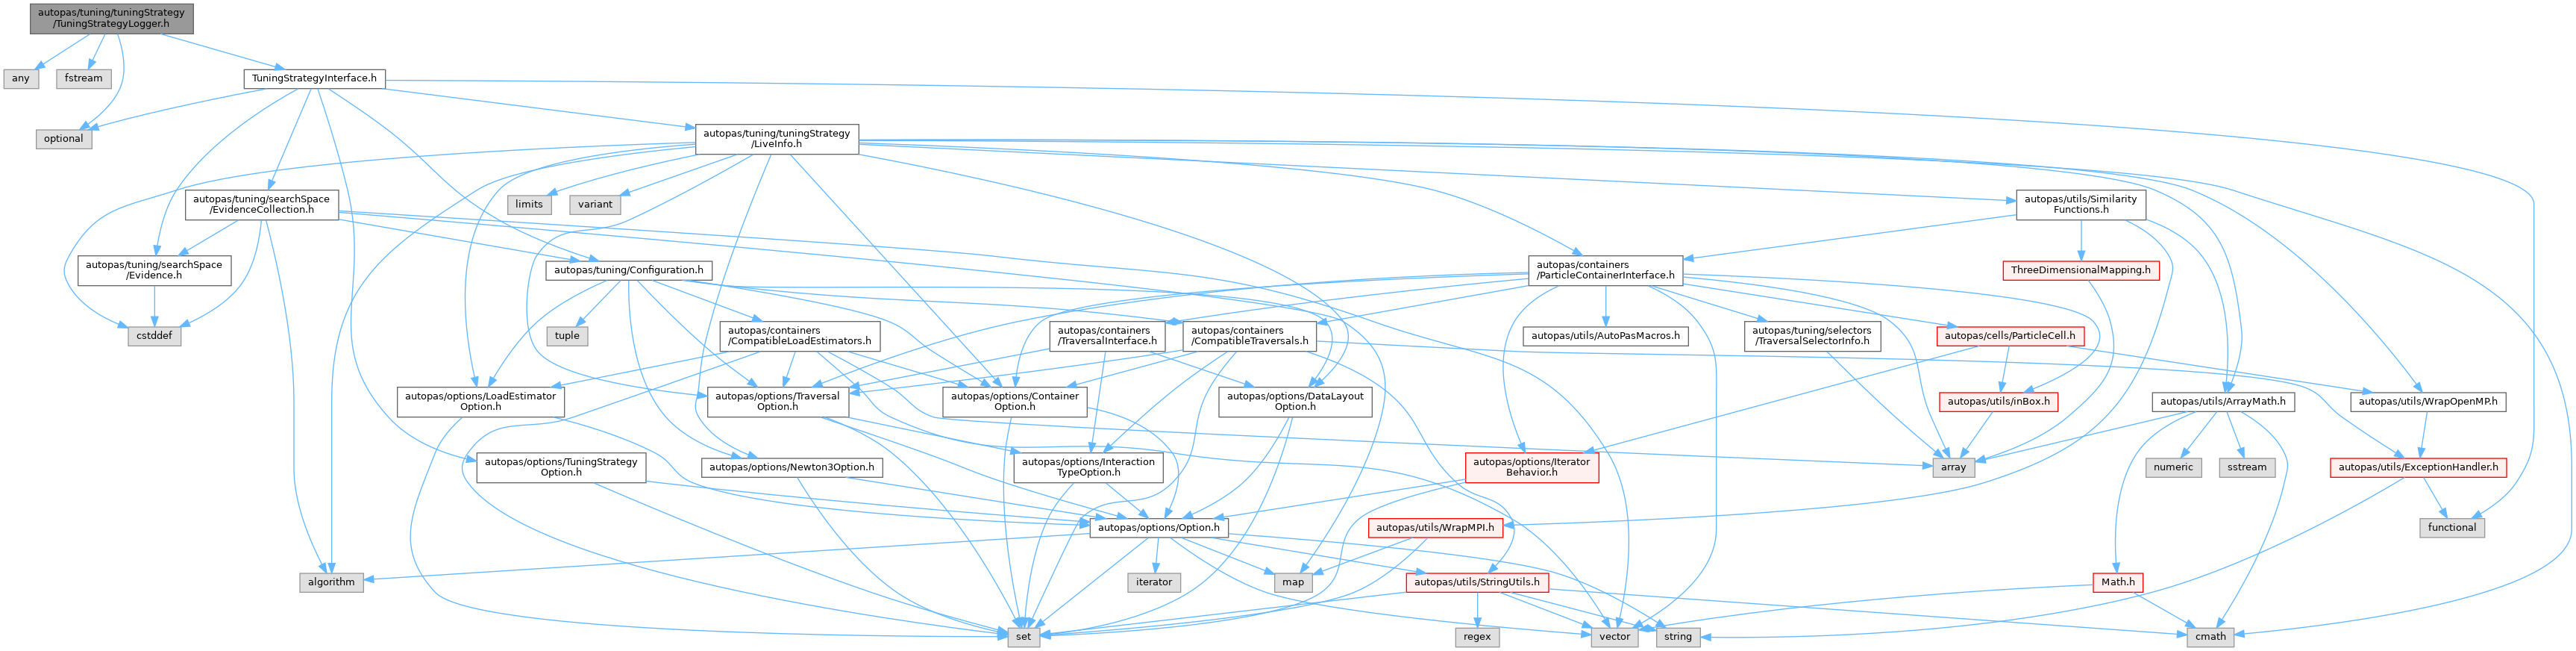 autopas/tuning/tuningStrategy
/TuningStrategyLogger.h
any
fstream
TuningStrategyInterface.h
optional
autopas/tuning/tuningStrategy
/LiveInfo.h
autopas/tuning/searchSpace
/EvidenceCollection.h
limits
variant
autopas/utils/Similarity
Functions.h
autopas/tuning/searchSpace
/Evidence.h
autopas/tuning/Configuration.h
autopas/containers
/ParticleContainerInterface.h
ThreeDimensionalMapping.h
cstddef
tuple
autopas/containers
/CompatibleLoadEstimators.h
autopas/containers
/TraversalInterface.h
autopas/containers
/CompatibleTraversals.h
autopas/utils/AutoPasMacros.h
autopas/tuning/selectors
/TraversalSelectorInfo.h
autopas/cells/ParticleCell.h
autopas/options/LoadEstimator
Option.h
autopas/options/Traversal
Option.h
autopas/options/Container
Option.h
autopas/options/DataLayout
Option.h
autopas/utils/inBox.h
autopas/utils/ArrayMath.h
autopas/utils/WrapOpenMP.h
autopas/options/TuningStrategy
Option.h
autopas/options/Newton3Option.h
autopas/options/Interaction
TypeOption.h
autopas/options/Iterator
Behavior.h
array
numeric
sstream
autopas/utils/ExceptionHandler.h
autopas/options/Option.h
autopas/utils/WrapMPI.h
functional
algorithm
iterator
map
autopas/utils/StringUtils.h
Math.h
set
regex
vector
string
cmath